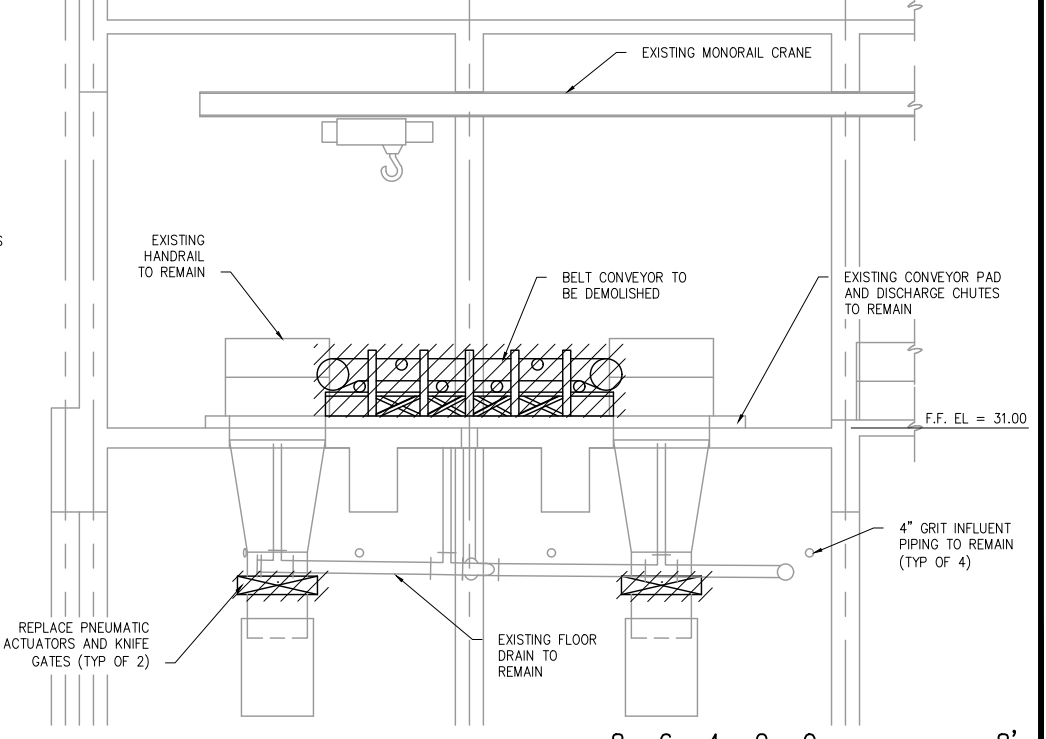 EXISTING MONORAIL CRANE
EXISTING
HANDRAIL
TO REMAIN
BELT CONVEYOR TO
BE DEMOLISHED
EXISTING CONVEYOR PAD
AND DISCHARGE CHUTES
TO REMAIN
F.F. EL = 31.00
4" GRIT INFLUENT
PIPING TO REMAIN
(TYP OF 4)
REPLACE PNEUMATIC
ACTUATORS AND KNIFE
GATES (TYP OF 2)
EXISTING FLOOR
DRAIN TO
REMAIN